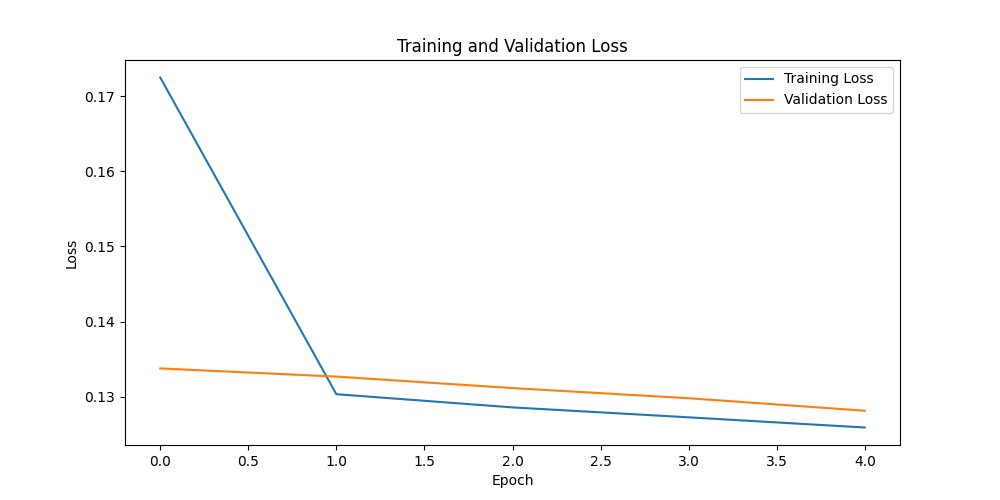 Training and Validation Loss
Training Loss
Validation Loss
Loss
0.17
0.16
0.15
0.14
0.13
0.0 0.5 1.0 1.5 2.0 2.5 3.0 3.5 4.0
Epoch